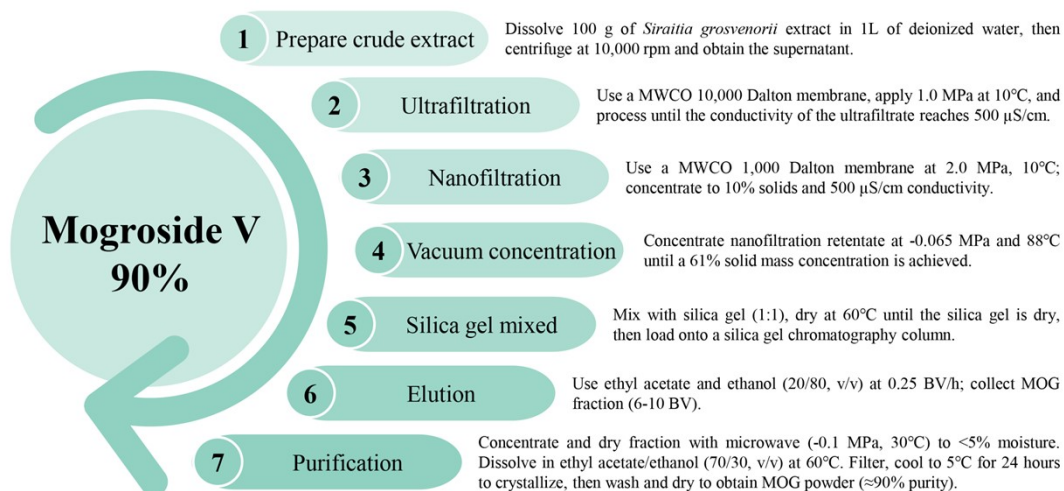 1 Prepare crude extract
Dissolve 100 g of Siraitia grosvenorii extract in 1L of deionized water, then
centrifuge at 10,000 rpm and obtain the supernatant.
2 Ultrafiltration
Use a MWCO 10,000 Dalton membrane, apply 1.0 MPa at 10℃, and
process until the conductivity of the ultrafiltrate reaches 500 µS/cm.
3 Nanofiltration
Use a MWCO 1,000 Dalton membrane at 2.0 MPa, 10℃;
concentrate to 10% solids and 500 µS/cm conductivity.
Mogroside V
90%
4 Vacuum concentration
Concentrate nanofiltration retentate at -0.065 MPa and 88℃
until a 61% solid mass concentration is achieved.
5 Silica gel mixed
Mix with silica gel (1:1), dry at 60℃ until the silica gel is dry,
then load onto a silica gel chromatography column.
6 Elution
Use ethyl acetate and ethanol (20/80, v/v) at 0.25 BV/h; collect MOG
fraction (6-10 BV).
7 Purification
Concentrate and dry fraction with microwave (-0.1 MPa, 30℃) to <5% moisture.
Dissolve in ethyl acetate/ethanol (70/30, v/v) at 60℃. Filter, cool to 5℃ for 24 hours
to crystallize, then wash and dry to obtain MOG powder (≈90% purity).